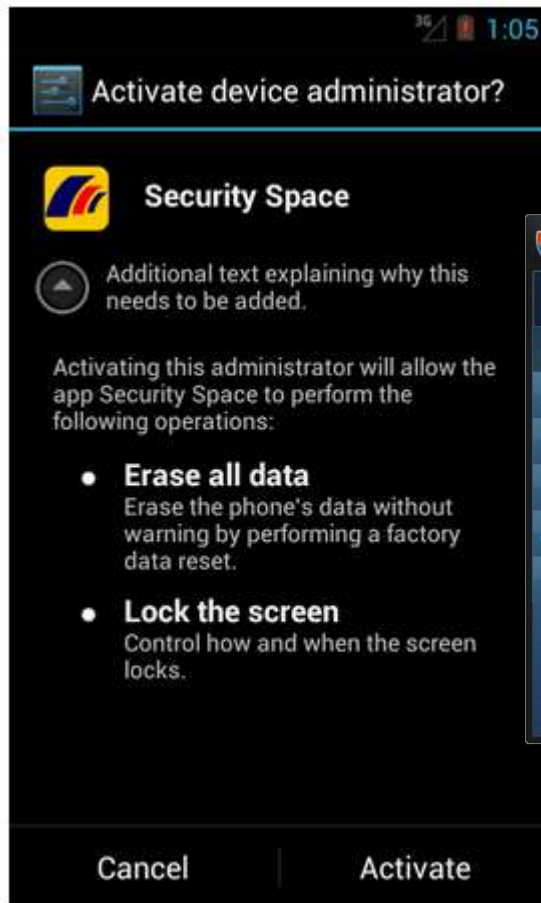 3G 1:05
Activate device administrator?
Security Space
Additional text explaining why this
needs to be added.
Activating this administrator will allow the
app Security Space to perform the
following operations:
● Erase all data
Erase the phone's data without
warning by performing a factory
data reset.
● Lock the screen
Control how and when the screen
locks.
Cancel Activate